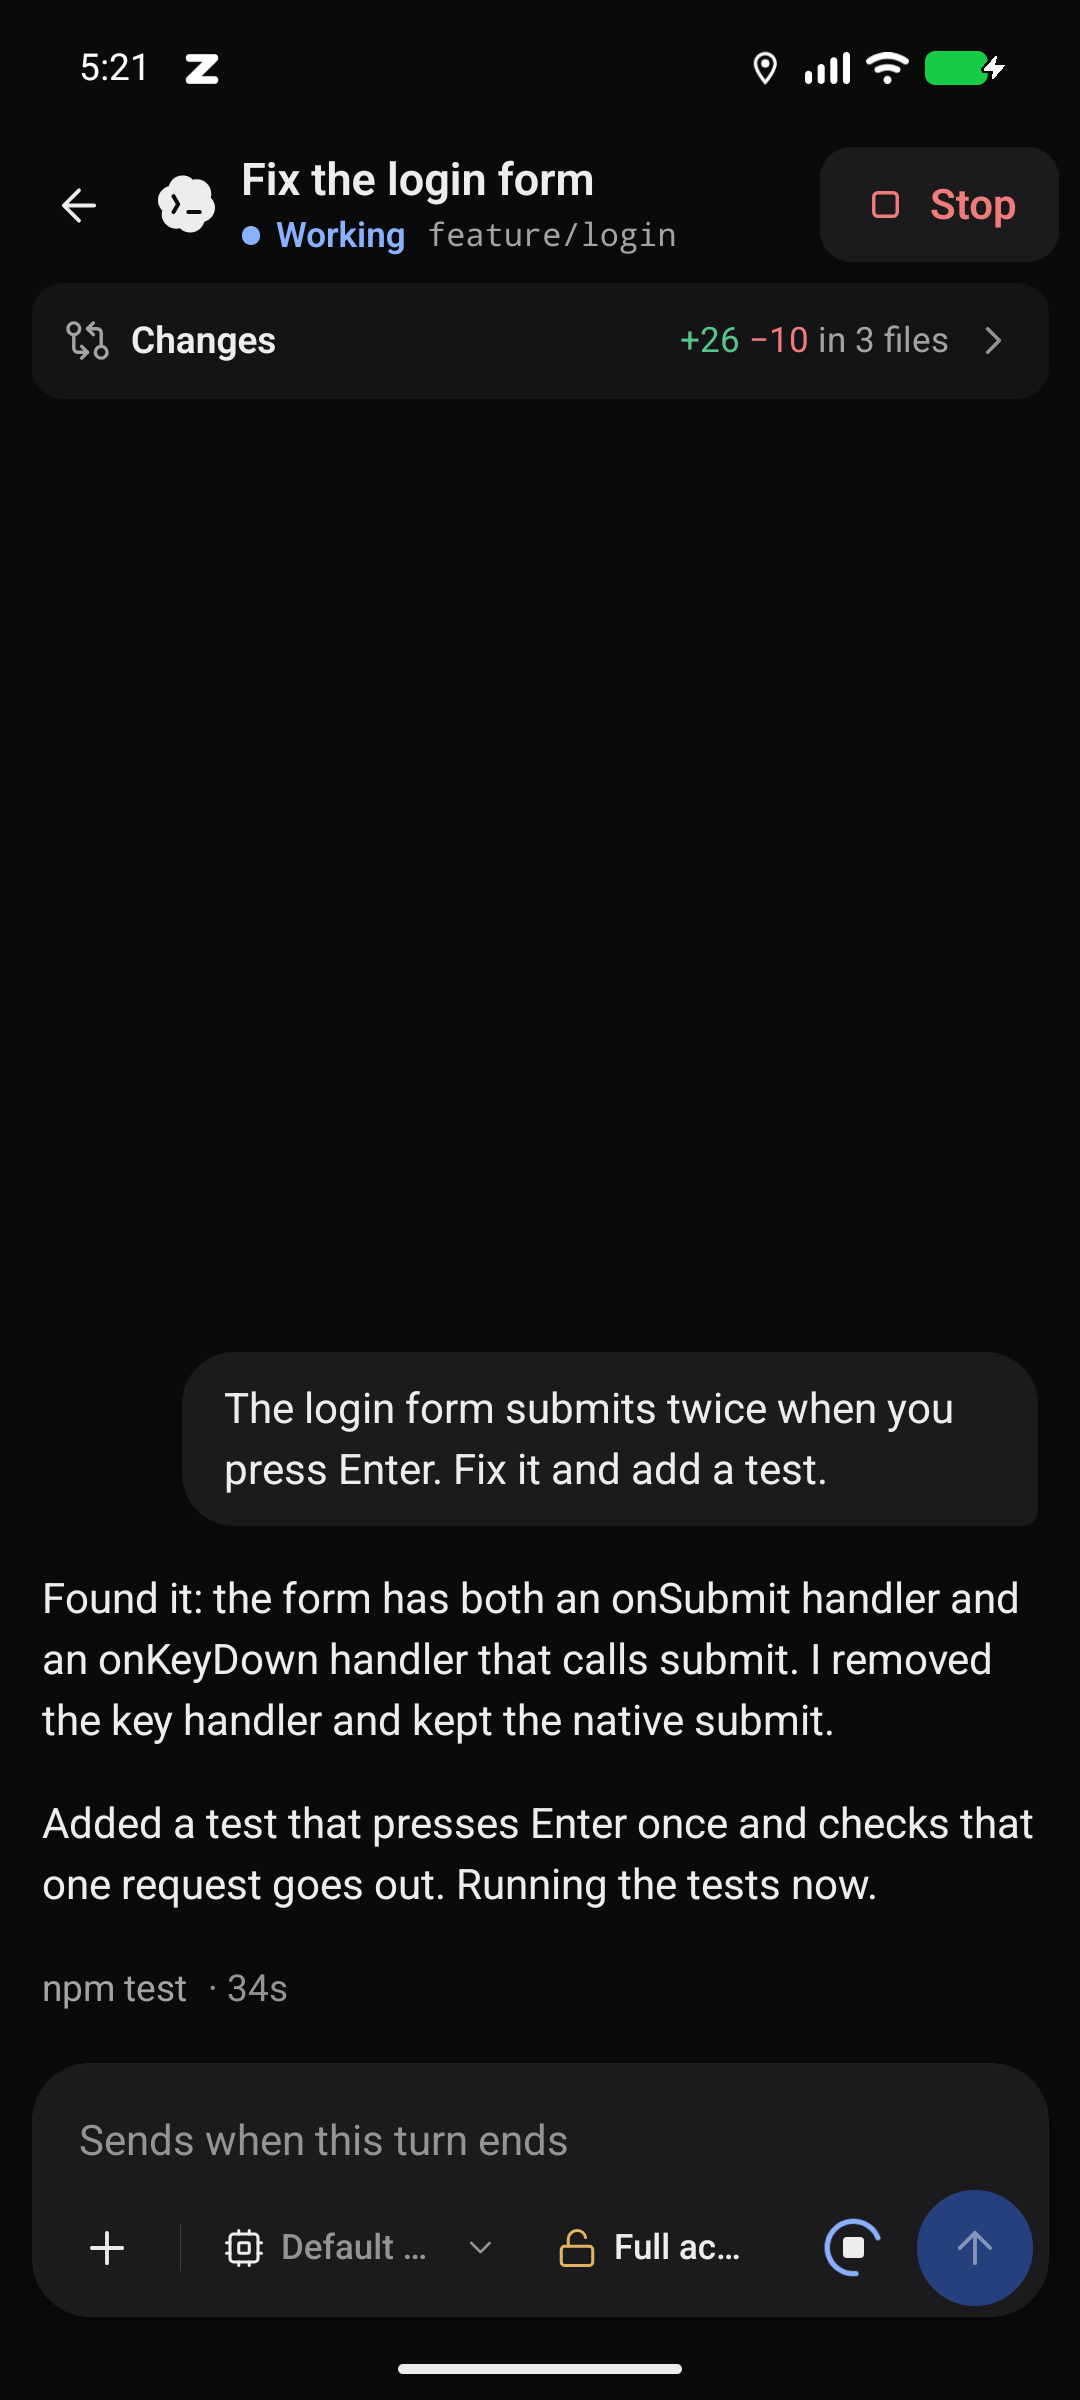 5:21
Fix the login form
Stop
Working feature/login
Changes +26 −10 in 3 files
The login form submits twice when you
press Enter. Fix it and add a test.
Found it: the form has both an onSubmit handler and
an onKeyDown handler that calls submit. I removed
the key handler and kept the native submit.
Added a test that presses Enter once and checks that
one request goes out. Running the tests now.
npm test · 34s
Sends when this turn ends
Default ... Full ac...